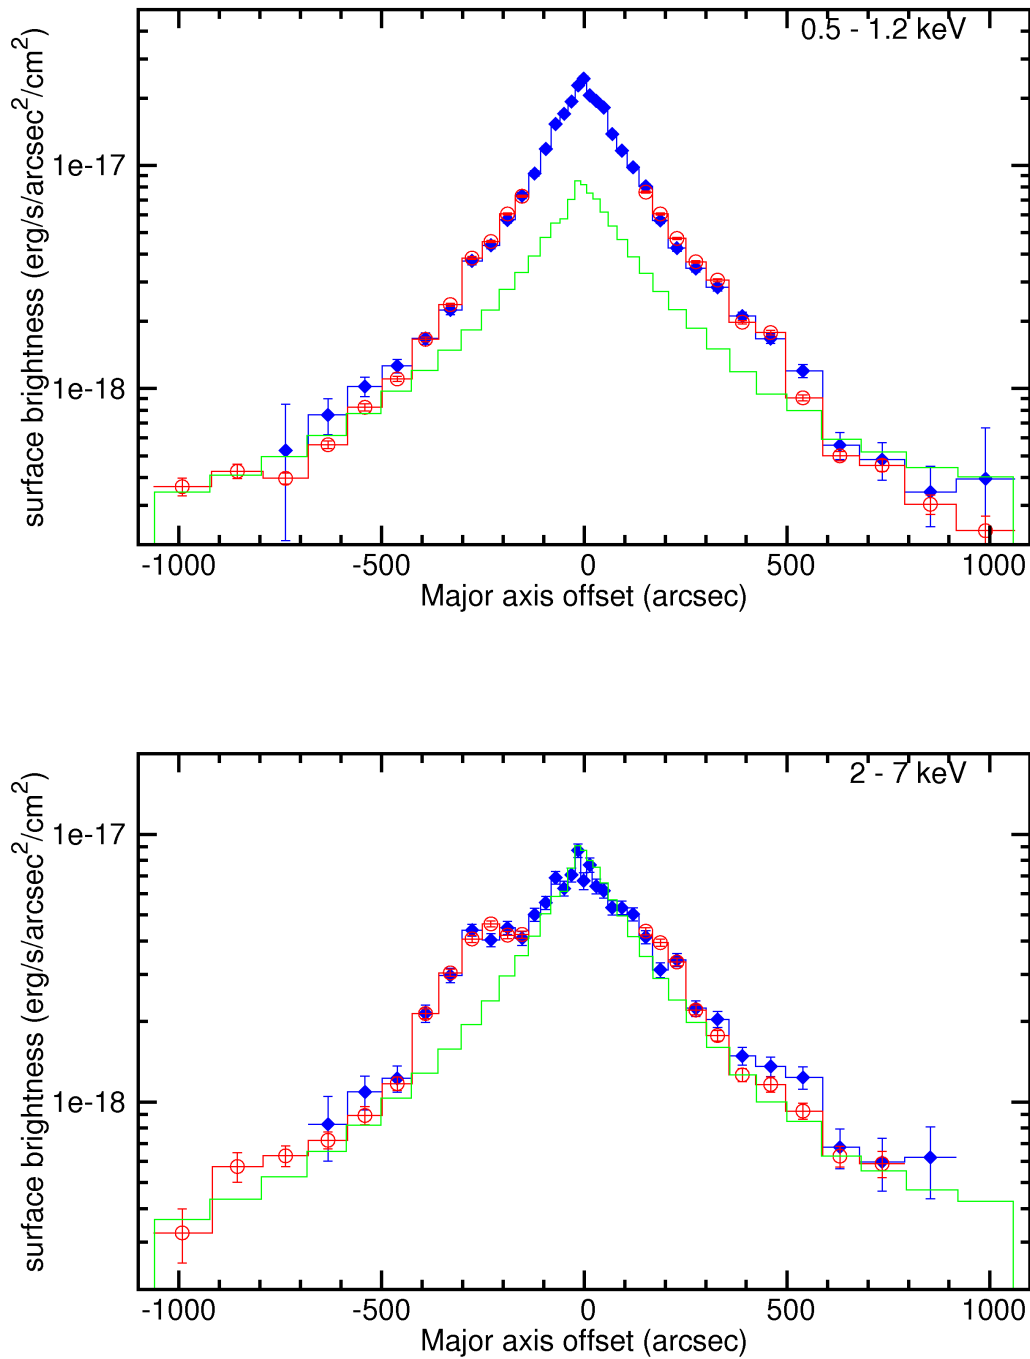 0.5 - 1.2 keV
surface brightness (erg/s/arcsec²/cm²)
1e-17
1e-18
-1000 -500 0 500 1000
Major axis offset (arcsec)
2 - 7 keV
surface brightness (erg/s/arcsec²/cm²)
1e-17
1e-18
-1000 -500 0 500 1000
Major axis offset (arcsec)